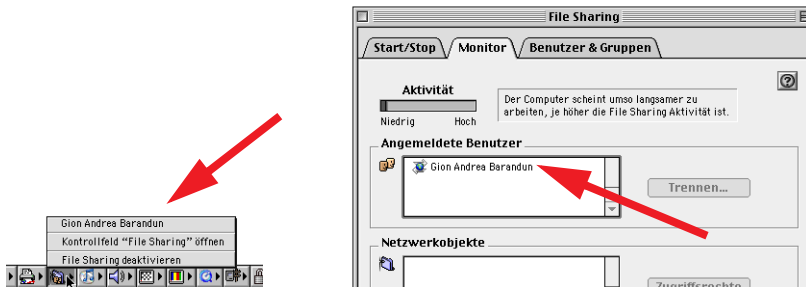 Gion Andrea Barandun
Kontrollfeld “File Sharing” öffnen
File Sharing deaktivieren
File Sharing
Start/Stop
Monitor
Benutzer & Gruppen
?
Aktivität
Niedrig
Hoch
Der Computer scheint umso langsamer zu
arbeiten, je höher die File Sharing Aktivität ist.
Angemeldete Benutzer
Gion Andrea Barandun
Trennen...
Netzwerkobjekte
Zugriffsrechte